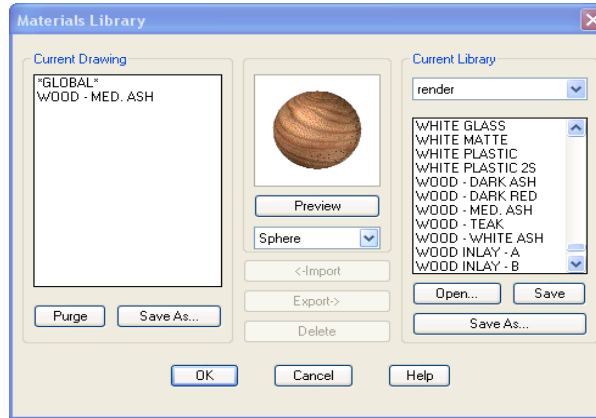 Materials Library
Current Drawing
*GLOBAL*
WOOD - MED. ASH
Purge
Save As...
Preview
Sphere
<-Import
Export->
Delete
Current Library
render
WHITE GLASS
WHITE MATTE
WHITE PLASTIC
WHITE PLASTIC 2S
WOOD - DARK ASH
WOOD - DARK RED
WOOD - MED. ASH
WOOD - TEAK
WOOD - WHITE ASH
WOOD INLAY - A
WOOD INLAY - B
Open...
Save
Save As...
OK
Cancel
Help